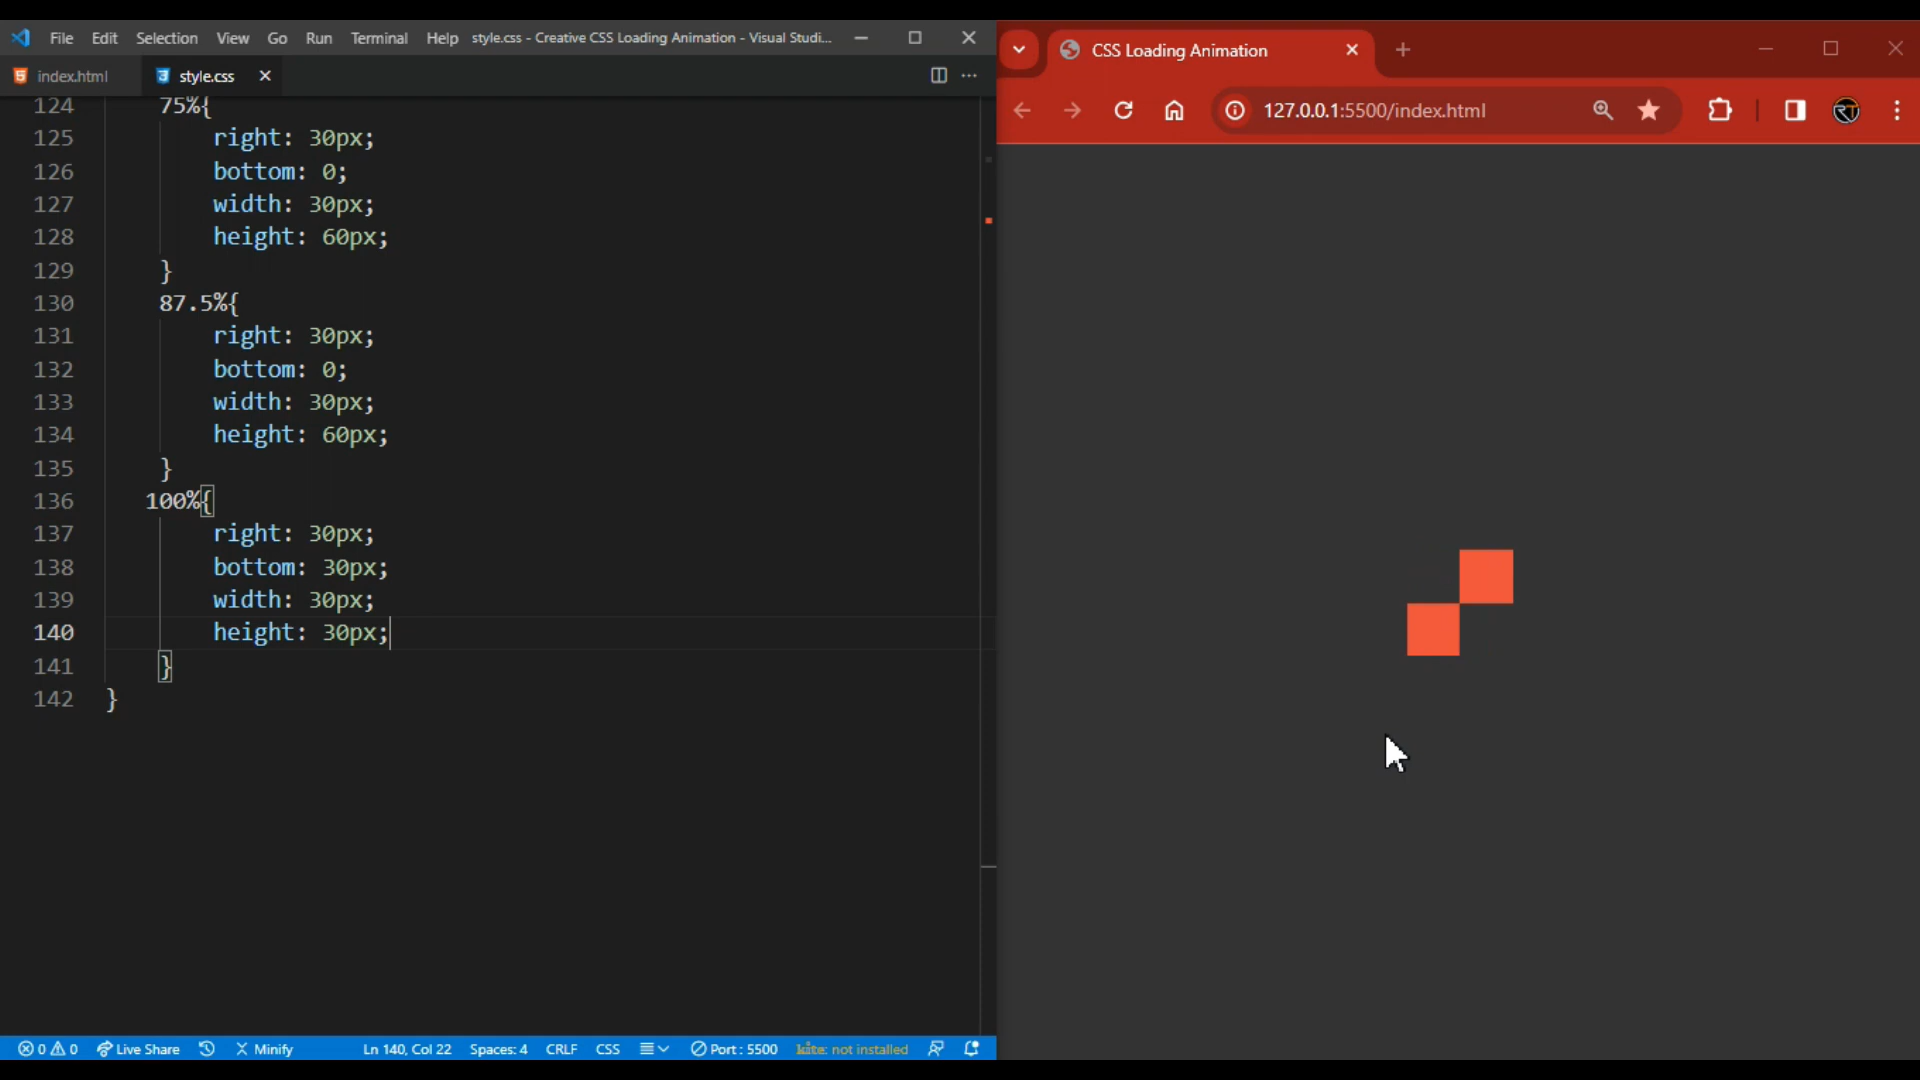 File Edit Selection View Go Run Terminal Help style.css - Creative CSS Loading Animation - Visual Studi...
index.html style.css
124 75%{
125 right: 30px;
126 bottom: 0;
127 width: 30px;
128 height: 60px;
129 }
130 87.5%{
131 right: 30px;
132 bottom: 0;
133 width: 30px;
134 height: 60px;
135 }
136 100%{
137 right: 30px;
138 bottom: 30px;
139 width: 30px;
140 height: 30px;
141 }
142 }
0 0 Live Share Minify Ln 140, Col 22 Spaces: 4 CRLF CSS Port : 5500 kite: not installed
CSS Loading Animation
127.0.0.1:5500/index.html
RT